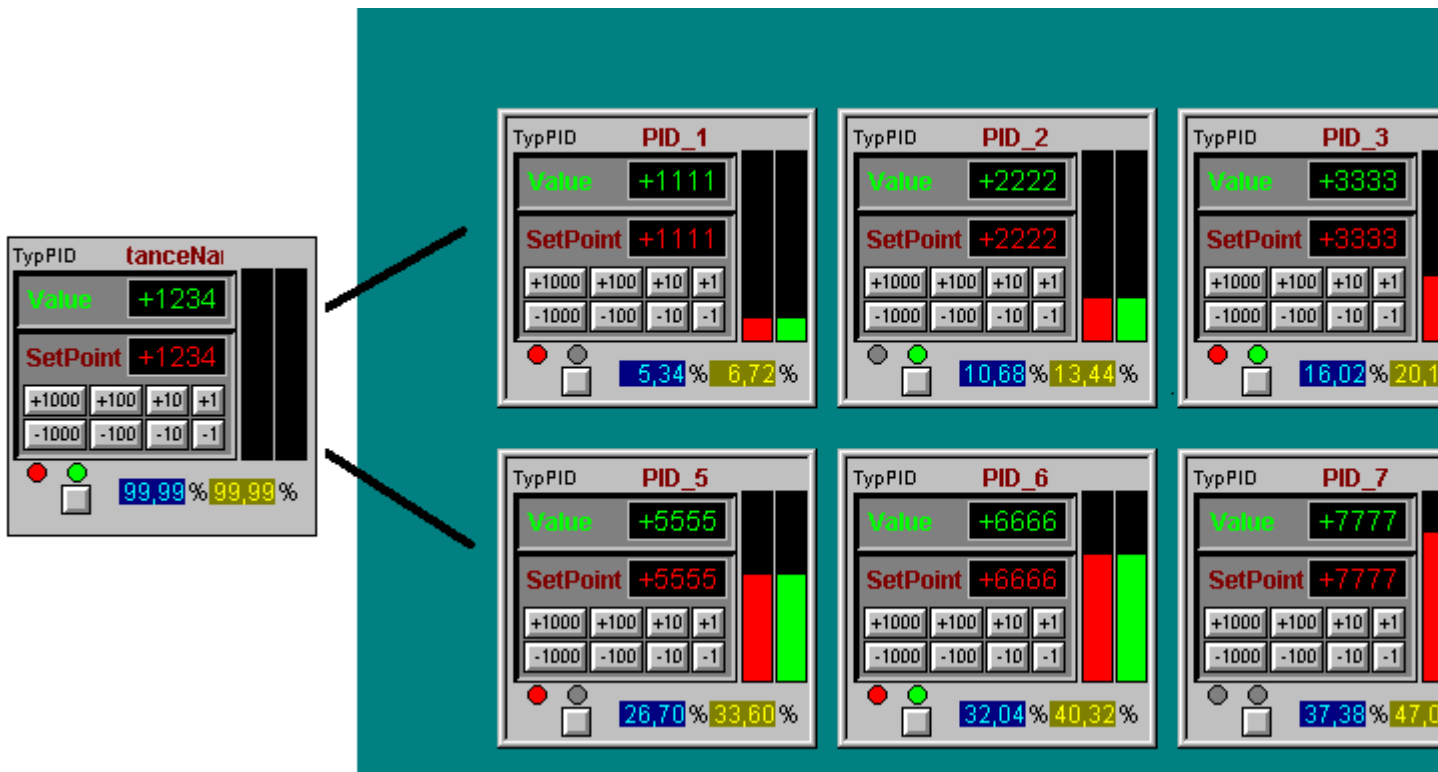 TypPID tanceNa
Value +1234
SetPoint +1234
+1000 +100 +10 +1
-1000 -100 -10 -1
99,99 % 99,99 %
TypPID PID_1
Value +1111
SetPoint +1111
+1000 +100 +10 +1
-1000 -100 -10 -1
5,34 % 6,72 %
TypPID PID_2
Value +2222
SetPoint +2222
+1000 +100 +10 +1
-1000 -100 -10 -1
10,68 % 13,44 %
TypPID PID_3
Value +3333
SetPoint +3333
+1000 +100 +10 +1
-1000 -100 -10 -1
16,02 % 20,1
TypPID PID_5
Value +5555
SetPoint +5555
+1000 +100 +10 +1
-1000 -100 -10 -1
26,70 % 33,60 %
TypPID PID_6
Value +6666
SetPoint +6666
+1000 +100 +10 +1
-1000 -100 -10 -1
32,04 % 40,32 %
TypPID PID_7
Value +7777
SetPoint +7777
+1000 +100 +10 +1
-1000 -100 -10 -1
37,38 % 47,0